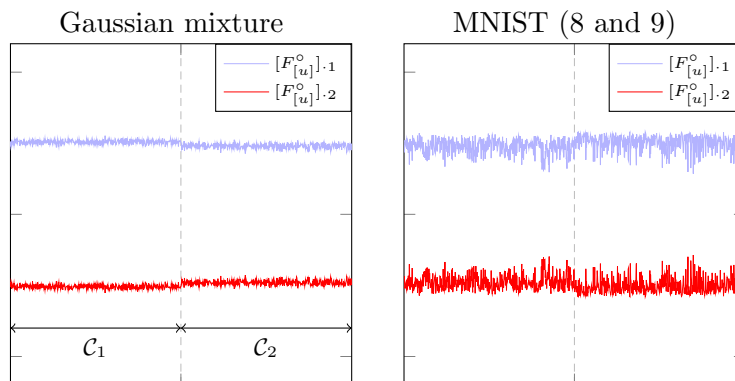 Gaussian mixture
[F°[u]]·1
[F°[u]]·2
C1
C2
MNIST (8 and 9)
[F°[u]]·1
[F°[u]]·2